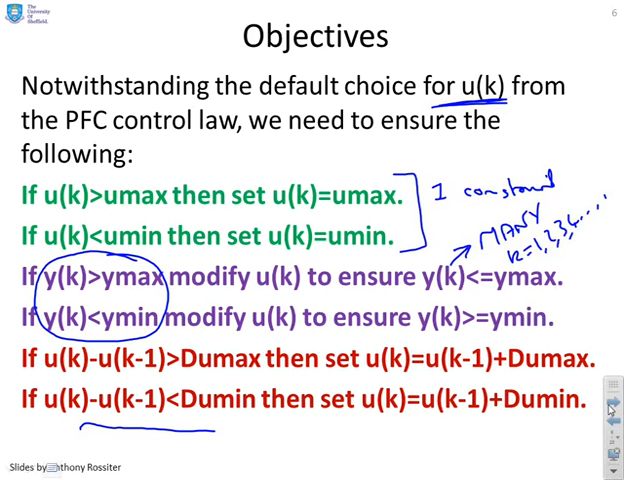 The
University
Of
Sheffield.
6
Objectives
Notwithstanding the default choice for u(k) from
the PFC control law, we need to ensure the
following:
If u(k)>umax then set u(k)=umax.
If u(k)<umin then set u(k)=umin.
1 constraint
MANY
k=1,2,3,4....
If y(k)>ymax modify u(k) to ensure y(k)<=ymax.
If y(k)<ymin modify u(k) to ensure y(k)>=ymin.
If u(k)-u(k-1)>Dumax then set u(k)=u(k-1)+Dumax.
If u(k)-u(k-1)<Dumin then set u(k)=u(k-1)+Dumin.
Slides by Anthony Rossiter